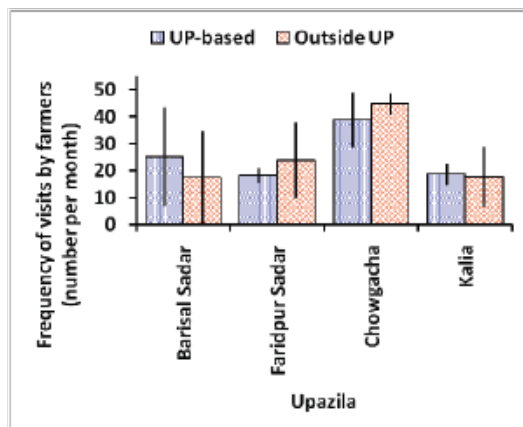 UP-based Outside UP
Frequency of visits by farmers
(number per month)
50
40
30
20
10
0
Barisal Sadar
Faridpur Sadar
Chowgacha
Kalia
Upazila